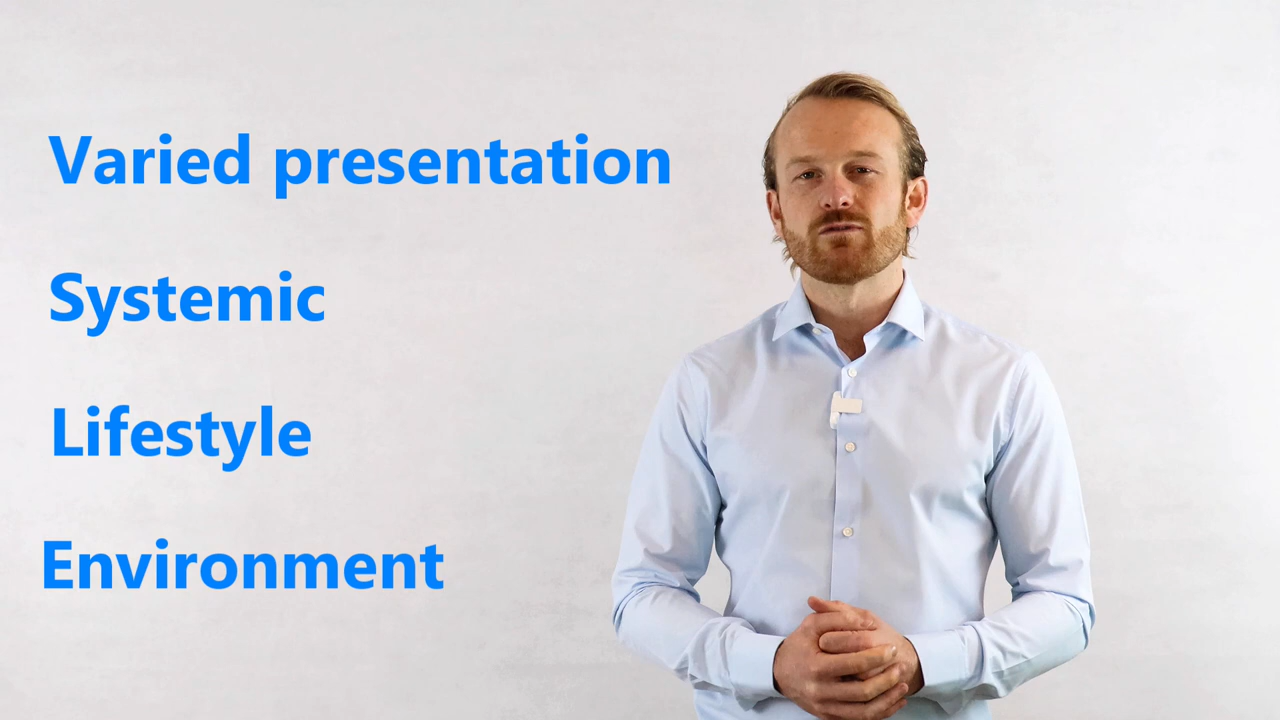 Varied presentation
Systemic
Lifestyle
Environment